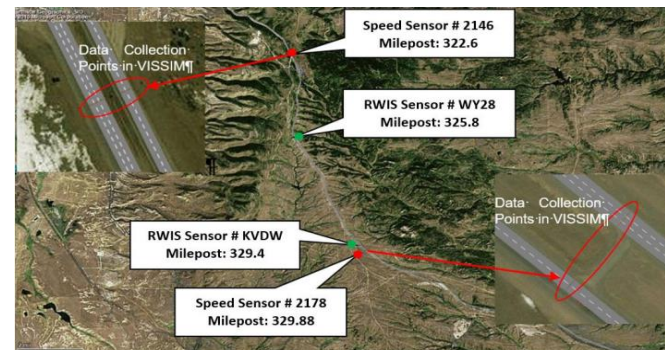 Speed Sensor # 2146
Milepost: 322.6
Data· Collection
Points·in·VISSIM¶
RWIS Sensor # WY28
Milepost: 325.8
Data· Collection
Points·in·VISSIM¶
RWIS Sensor # KVDW
Milepost: 329.4
Speed Sensor # 2178
Milepost: 329.88